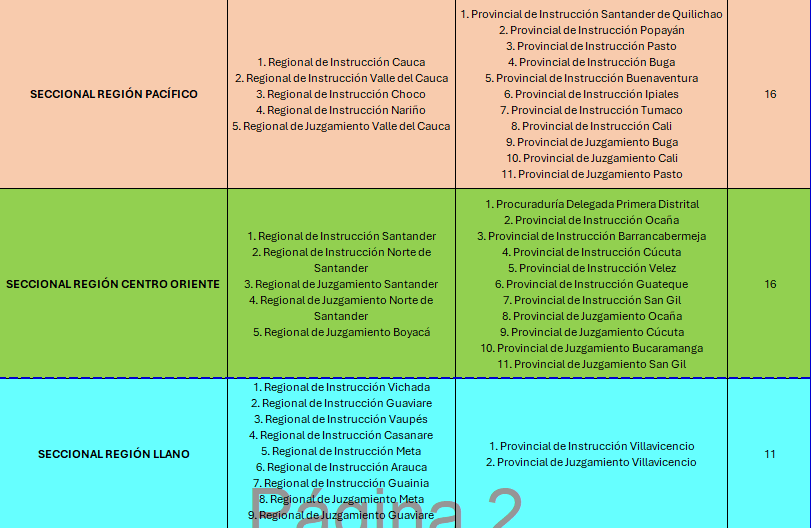 SECCIONAL REGIÓN PACÍFICO
1. Regional de Instrucción Cauca
2. Regional de Instrucción Valle del Cauca
3. Regional de Instrucción Choco
4. Regional de Instrucción Nariño
5. Regional de Juzgamiento Valle del Cauca
1. Provincial de Instrucción Santander de Quilichao
2. Provincial de Instrucción Popayán
3. Provincial de Instrucción Pasto
4. Provincial de Instrucción Buga
5. Provincial de Instrucción Buenaventura
6. Provincial de Instrucción Ipiales
7. Provincial de Instrucción Tumaco
8. Provincial de Instrucción Cali
9. Provincial de Juzgamiento Buga
10. Provincial de Juzgamiento Cali
11. Provincial de Juzgamiento Pasto
16
SECCIONAL REGIÓN CENTRO ORIENTE
1. Regional de Instrucción Santander
2. Regional de Instrucción Norte de
Santander
3. Regional de Juzgamiento Santander
4. Regional de Juzgamiento Norte de
Santander
5. Regional de Juzgamiento Boyacá
1. Procuraduría Delegada Primera Distrital
2. Provincial de Instrucción Ocaña
3. Provincial de Instrucción Barrancabermeja
4. Provincial de Instrucción Cúcuta
5. Provincial de Instrucción Velez
6. Provincial de Instrucción Guateque
7. Provincial de Instrucción San Gil
8. Provincial de Juzgamiento Ocaña
9. Provincial de Juzgamiento Cúcuta
10. Provincial de Juzgamiento Bucaramanga
11. Provincial de Juzgamiento San Gil
16
SECCIONAL REGIÓN LLANO
1. Regional de Instrucción Vichada
2. Regional de Instrucción Guaviare
3. Regional de Instrucción Vaupés
4. Regional de Instrucción Casanare
5. Regional de Instrucción Meta
6. Regional de Instrucción Arauca
7. Regional de Instrucción Guainia
8. Regional de Juzgamiento Meta
9. Regional de Juzgamiento Guaviare
1. Provincial de Instrucción Villavicencio
2. Provincial de Juzgamiento Villavicencio
11
Página 2